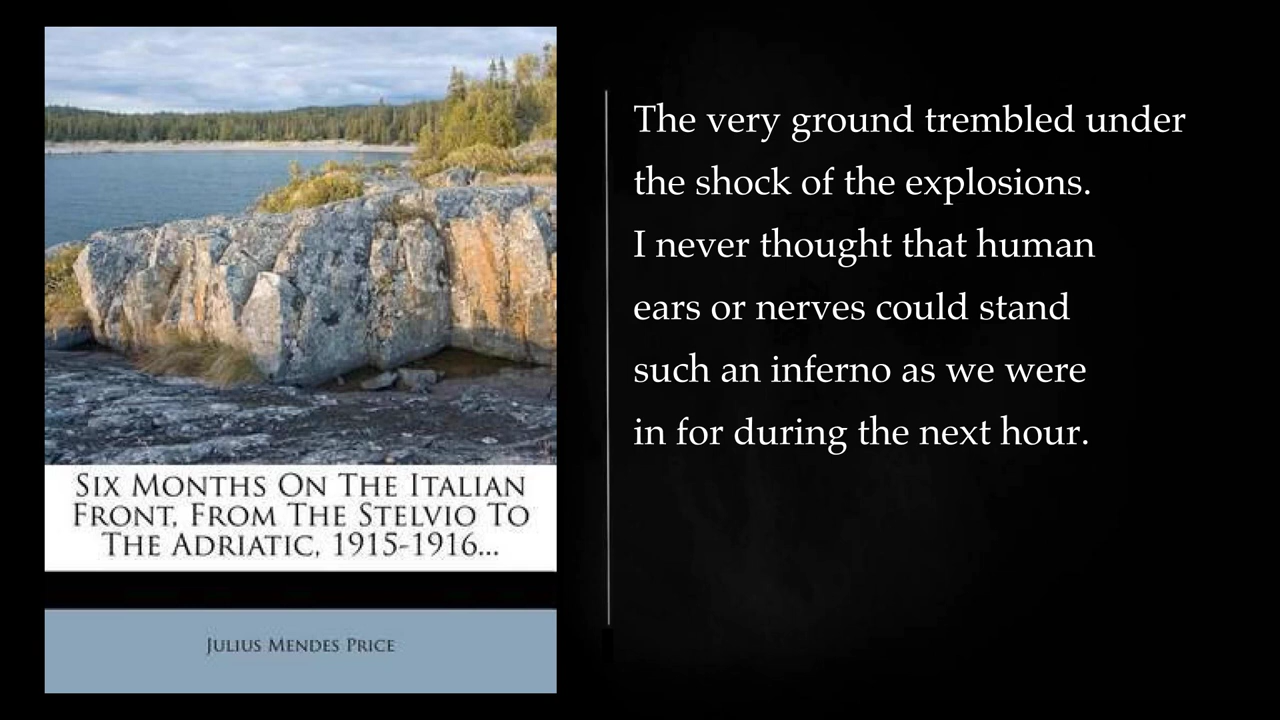 The very ground trembled under
the shock of the explosions.
I never thought that human
ears or nerves could stand
such an inferno as we were
in for during the next hour.
Six Months On The Italian
Front, From The Stelvio To
The Adriatic, 1915-1916...
Julius Mendes Price